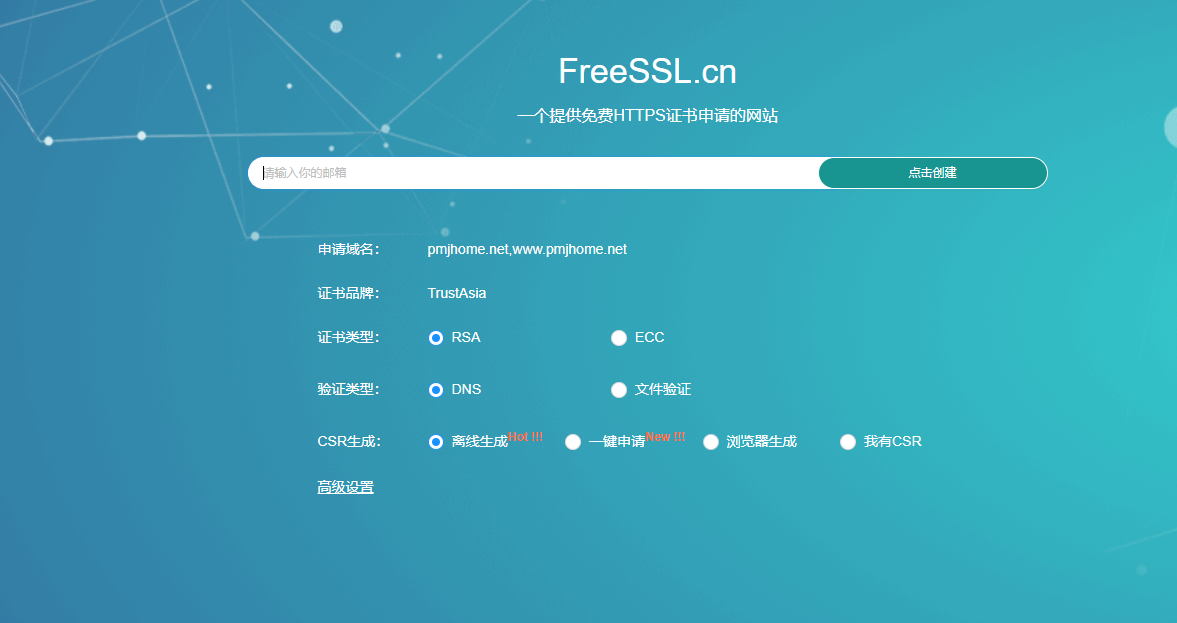 FreeSSL.cn
一个提供免费HTTPS证书申请的网站
请输入你的邮箱 点击创建
申请域名： pmjhome.net,www.pmjhome.net
证书品牌： TrustAsia
证书类型： RSA ECC
验证类型： DNS 文件验证
CSR生成： 离线生成Hot !!! 一键申请New !!! 浏览器生成 我有CSR
高级设置